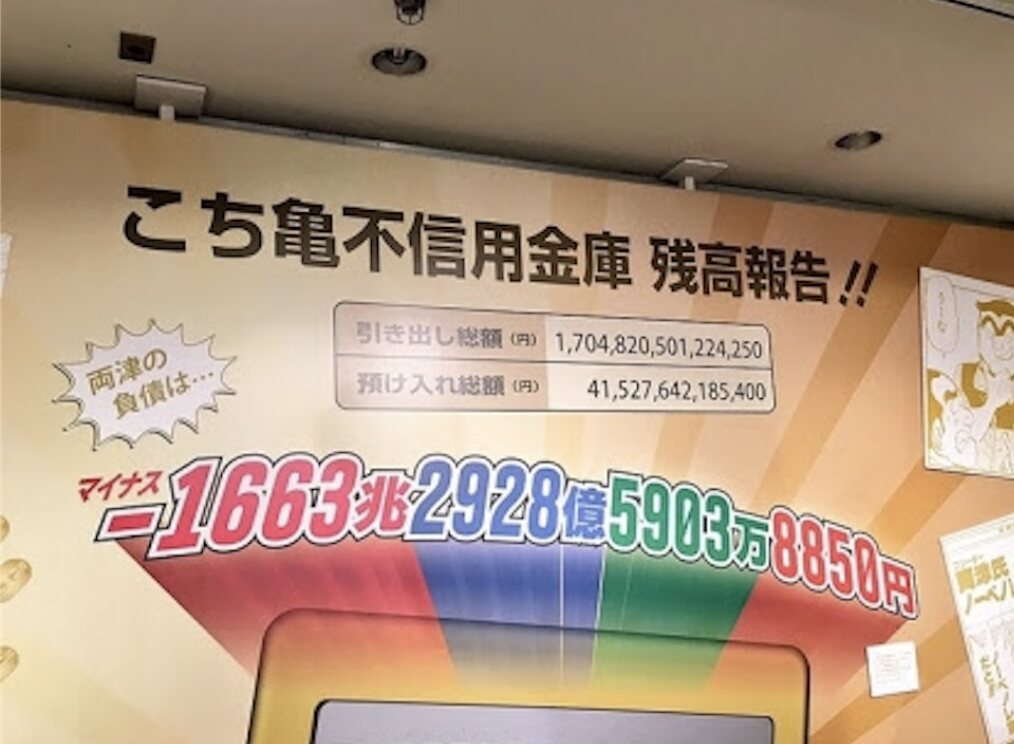 こち亀不信用金庫 残高報告!!
引き出し総額(円) 1,704,820,501,224,250
預け入れ総額(円) 41,527,642,185,400
両津の
負債は…
マイナス
-1663兆2928億5903万8850円